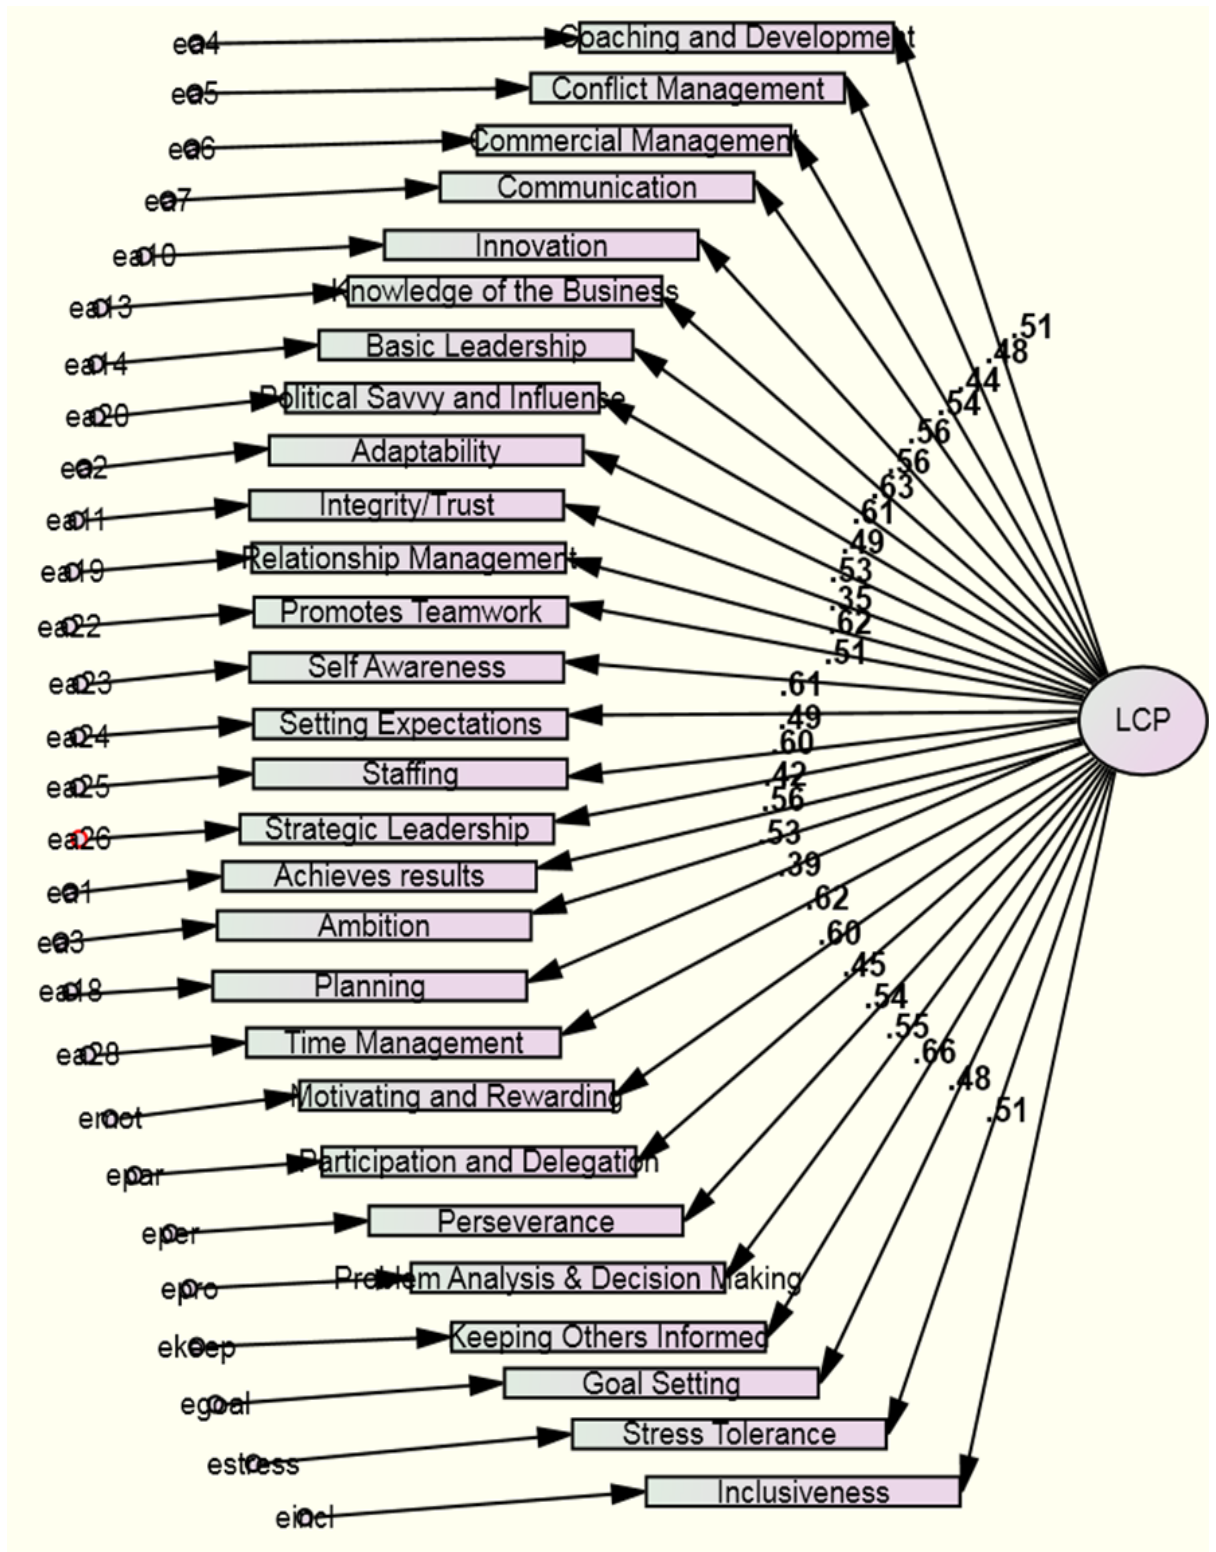 ea4 Coaching and Development
ea5 Conflict Management
ea6 Commercial Management
ea7 Communication
ea10 Innovation
ea13 Knowledge of the Business
ea14 Basic Leadership
ea20 Political Savvy and Influense
ea2 Adaptability
ea11 Integrity/Trust
ea19 Relationship Management
ea22 Promotes Teamwork
ea23 Self Awareness
ea24 Setting Expectations
ea25 Staffing
ea26 Strategic Leadership
ea1 Achieves results
ea3 Ambition
ea18 Planning
ea28 Time Management
emot Motivating and Rewarding
epar Participation and Delegation
eper Perseverance
epro Problem Analysis & Decision Making
ekeep Keeping Others Informed
egoal Goal Setting
estress Stress Tolerance
eincl Inclusiveness
.51
.48
.44
.54
.56
.56
.63
.61
.49
.53
.35
.62
.51
.61
.49
.60
.42
.56
.53
.39
.62
.60
.45
.54
.55
.66
.48
.51
LCP